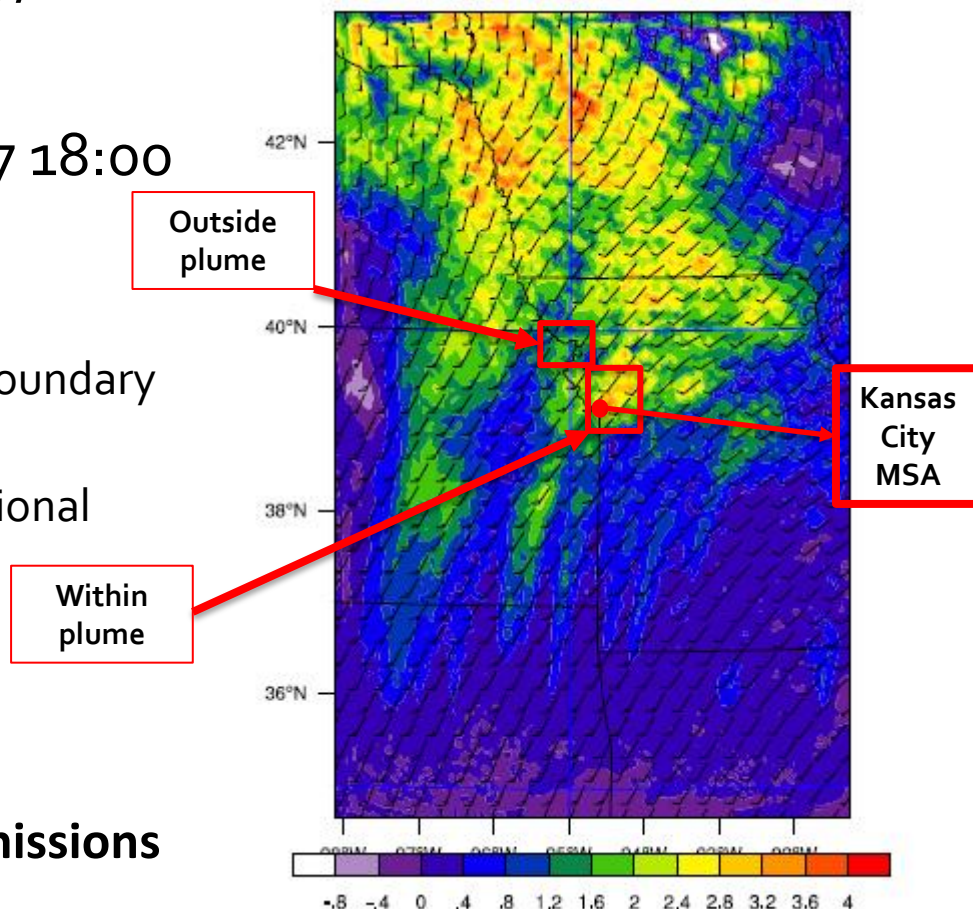 7 18:00
Outside
plume
oundary
ional
Within
plume
nissions
Kansas
City
MSA
42°N
40°N
38°N
36°N
-.8 -.4 0 .4 .8 1.2 1.6 2 2.4 2.8 3.2 3.6 4